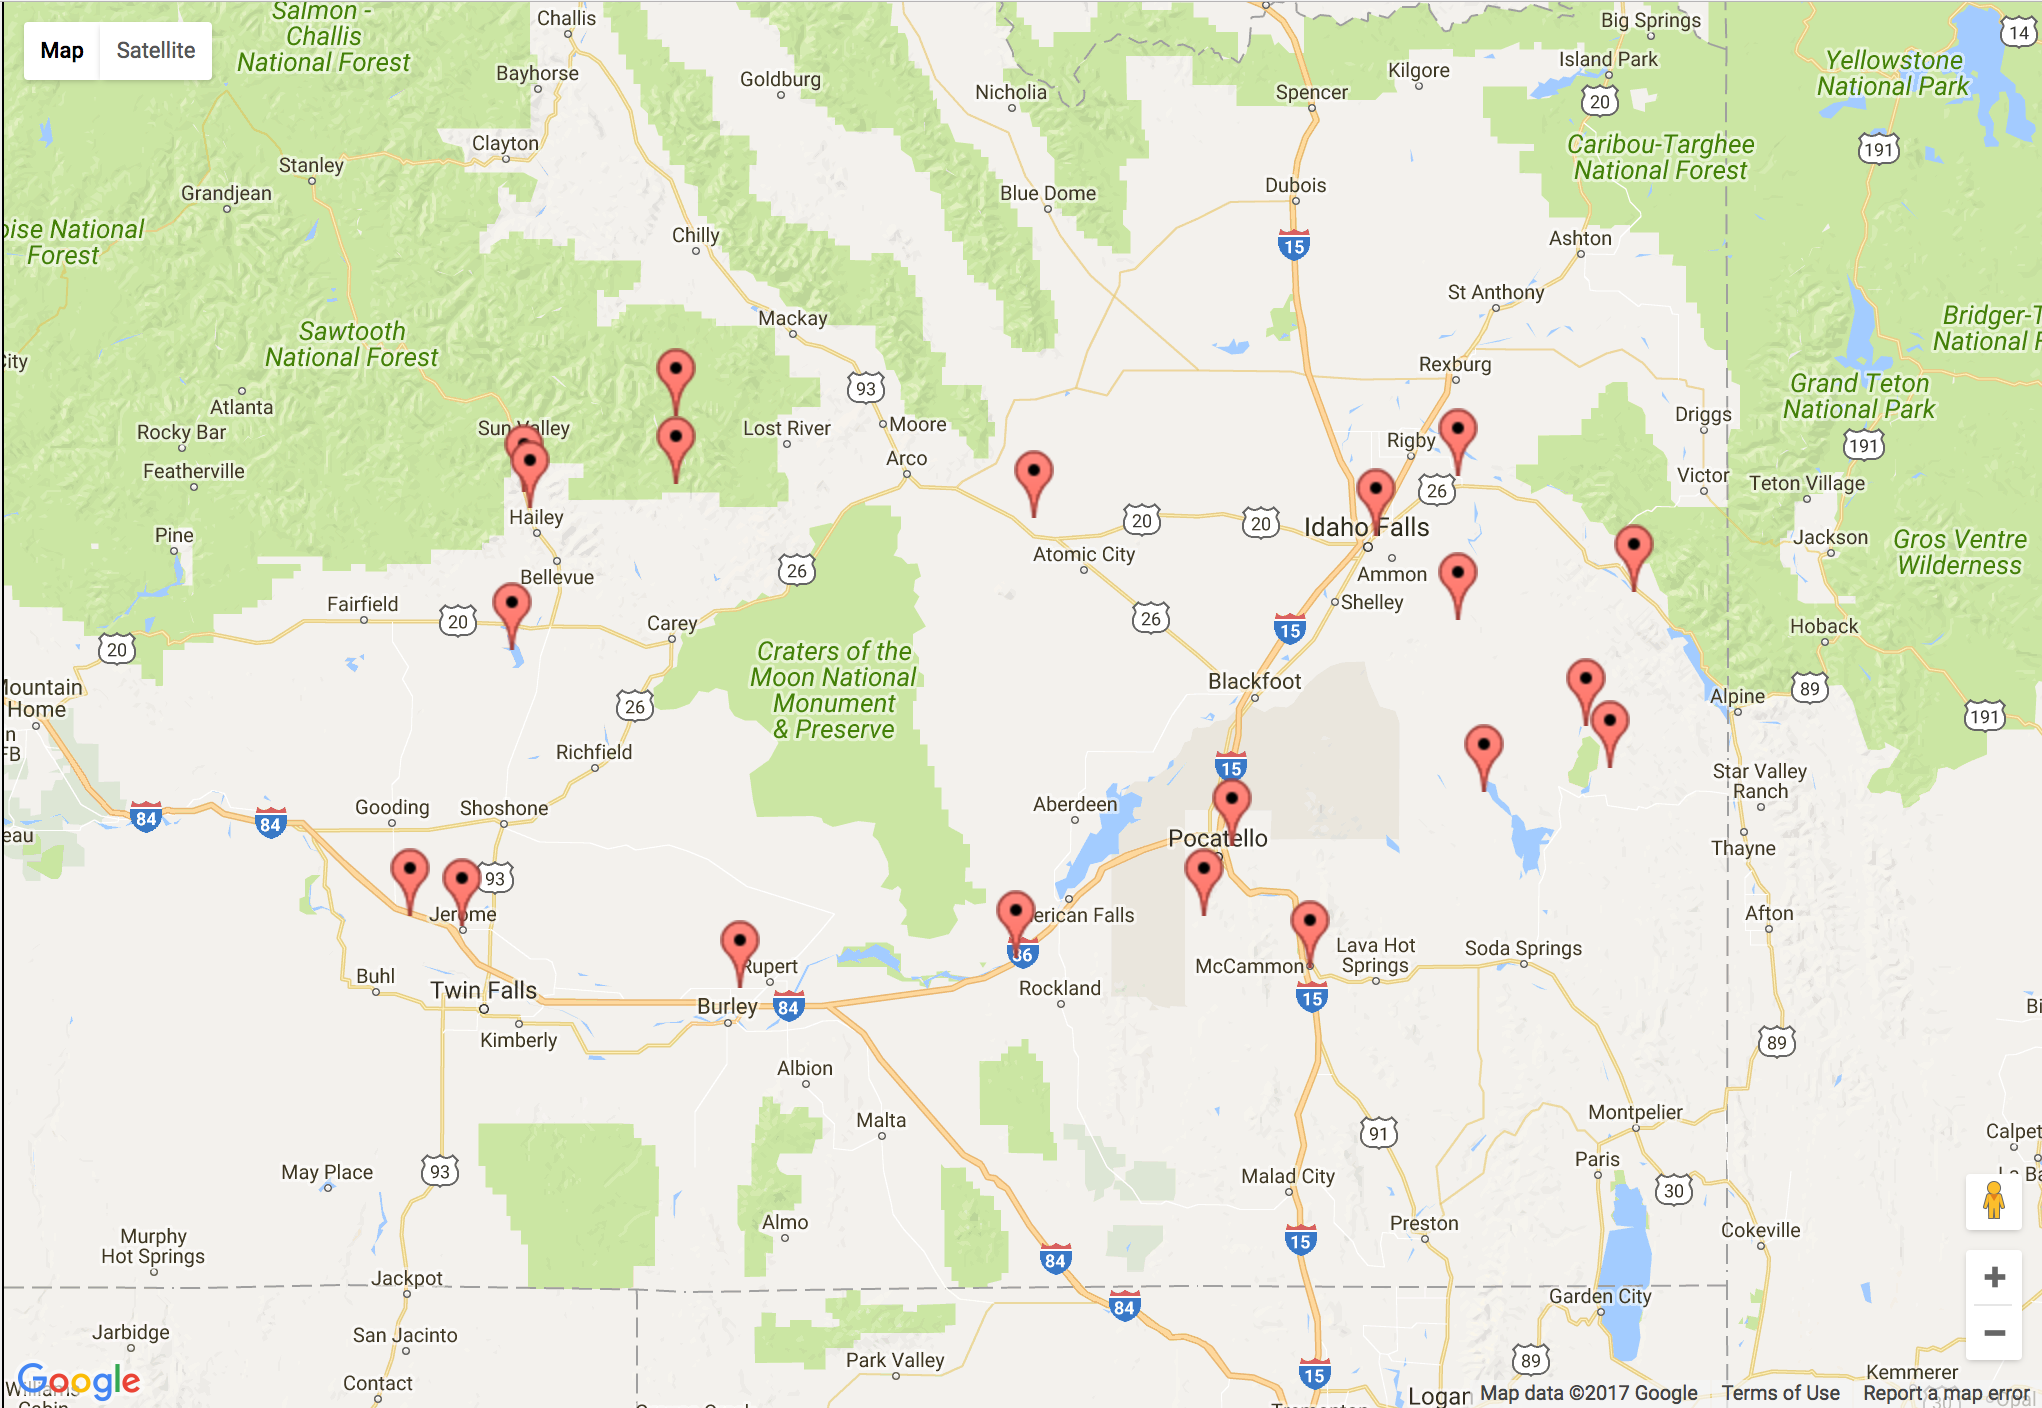 Map
Satellite
Salmon -
Challis
National Forest
Challis
Bayhorse
Goldburg
Nicholia
Spencer
Kilgore
Big Springs
Island Park
20
Yellowstone
National Park
14
191
Caribou-Targhee
National Forest
Clayton
Stanley
Grandjean
Blue Dome
Dubois
15
Ashton
oise National
Forest
Chilly
St Anthony
Mackay
Sawtooth
National Forest
Bridger-T
National F
City
Rexburg
93
Grand Teton
National Park
Atlanta
Rocky Bar
Featherville
Sun Valley
Lost River
Moore
Arco
Rigby
26
Driggs
191
Victor
Teton Village
Hailey
20
20
Idaho Falls
Jackson
Gros Ventre
Wilderness
Pine
Atomic City
Ammon
Bellevue
26
Shelley
Fairfield
20
Carey
26
15
Hoback
20
Craters of the
Moon National
Monument
& Preserve
Mountain
Home
n
FB
26
Blackfoot
Alpine
89
191
Richfield
15
Star Valley
Ranch
Gooding
Shoshone
84
84
Aberdeen
eau
Pocatello
Thayne
93
Jerome
erican Falls
Afton
86
McCammon
Lava Hot
Springs
Soda Springs
Buhl
Twin Falls
Rupert
Burley
84
Rockland
15
Bi
Kimberly
89
Albion
Malta
91
Montpelier
Calpet
May Place
93
Malad City
Paris
30
La Ba
Murphy
Hot Springs
Almo
Preston
Cokeville
84
15
Jackpot
84
Garden City
Jarbidge
San Jacinto
Park Valley
89
15
Contact
Kemmerer
Google
Logan
Map data ©2017 Google
Terms of Use
Report a map error